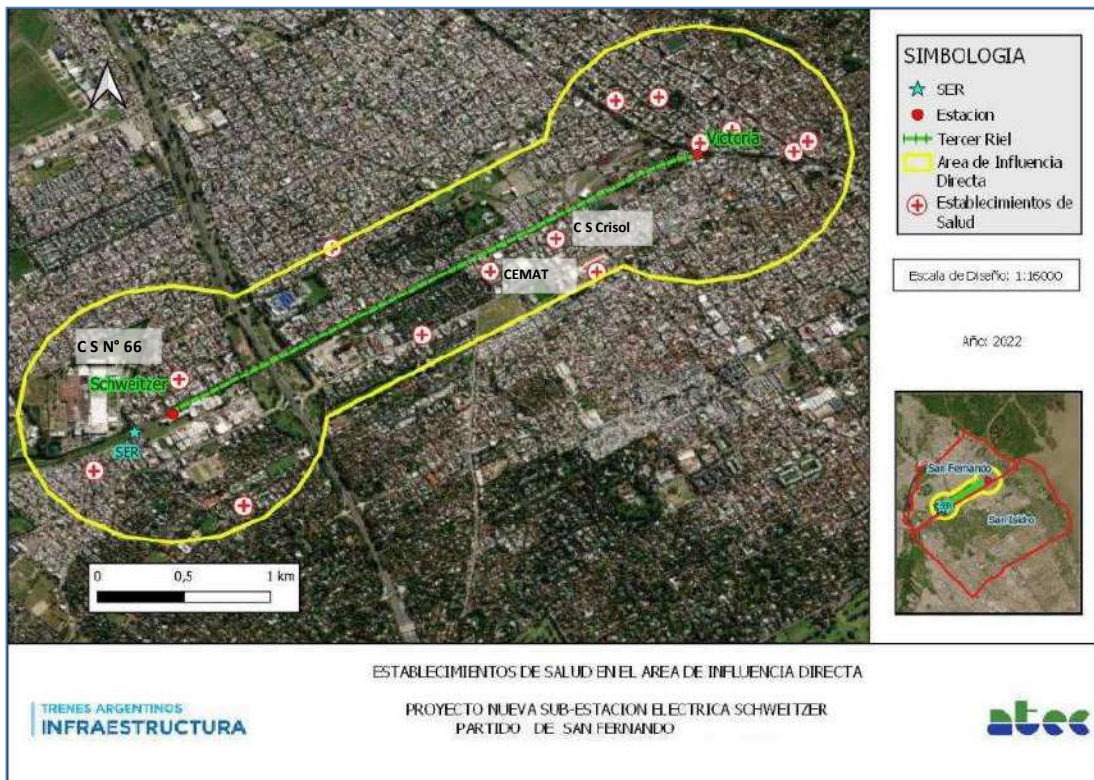 SIMBOLOGIA
SER
Estacion
Tercer Riel
Area de Influencia
Directa
Establecimientos de
Salud
Escala de Diseño: 1:16000
Año: 2022
San Fernando
San Isidro
Victoria
C S Crisol
CEMAT
C S N° 66
Schweitzer
SER
0 0,5 1 km
ESTABLECIMIENTOS DE SALUD EN EL AREA DE INFLUENCIA DIRECTA
PROYECTO NUEVA SUB-ESTACION ELECTRICA SCHWEITZER
PARTIDO DE SAN FERNANDO
TRENES ARGENTINOS
INFRAESTRUCTURA
atec